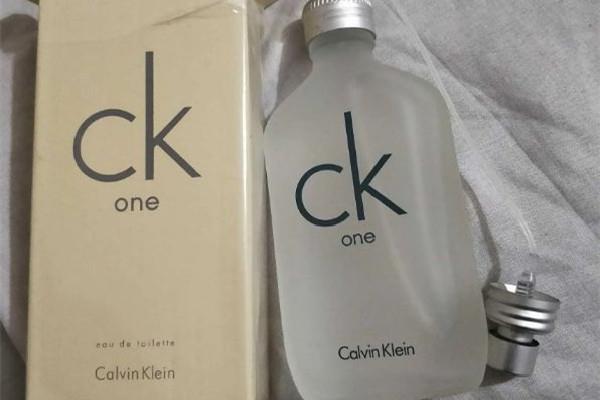 ck
one
eau de toilette
Calvin Klein
ck
one
Calvin Klein